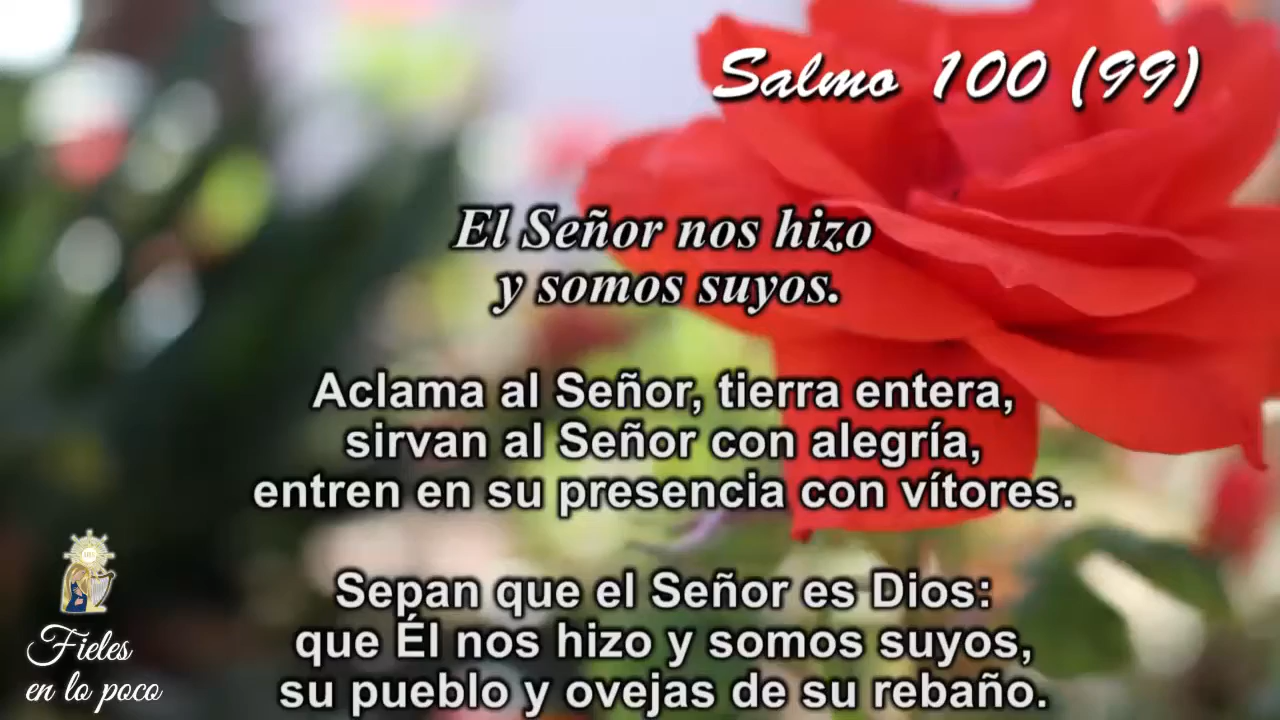 Salmo 100 (99)
El Señor nos hizo
y somos suyos.
Aclama al Señor, tierra entera,
sirvan al Señor con alegría,
entren en su presencia con vítores.
Sepan que el Señor es Dios:
que Él nos hizo y somos suyos,
su pueblo y ovejas de su rebaño.
Fieles
en lo poco